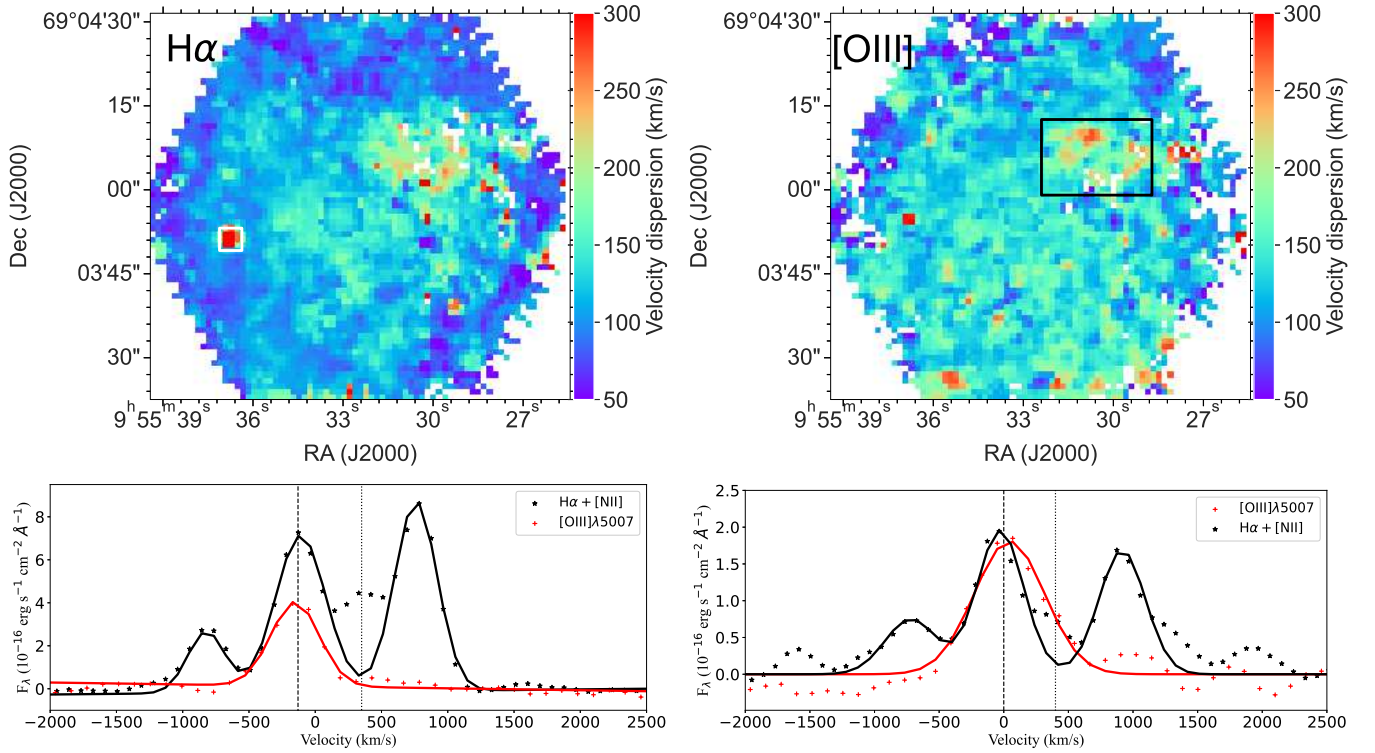 Hα
69°04'30"
15"
00"
03'45"
30"
Dec (J2000)
9h 55m39s 36s 33s 30s 27s
RA (J2000)
300
250
200
150
100
50
Velocity dispersion (km/s)
[OIII]
69°04'30"
15"
00"
03'45"
30"
Dec (J2000)
9h 55m39s 36s 33s 30s 27s
RA (J2000)
300
250
200
150
100
50
Velocity dispersion (km/s)
Hα + [NII]
[OIII]λ5007
8
6
4
2
0
Fλ (10−16 erg s−1 cm−2 Å−1)
−2000 −1500 −1000 −500 0 500 1000 1500 2000 2500
Velocity (km/s)
[OIII]λ5007
Hα + [NII]
2.5
2.0
1.5
1.0
0.5
0.0
Fλ (10−16 erg s−1 cm−2 Å−1)
−2000 −1500 −1000 −500 0 500 1000 1500 2000 2500
Velocity (km/s)